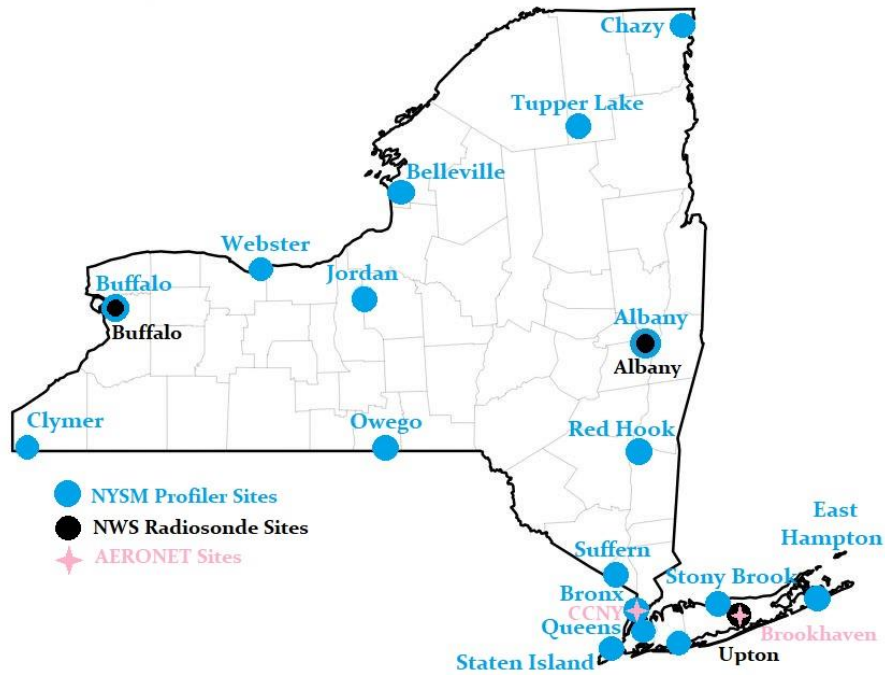 Chazy
Tupper Lake
Belleville
Webster
Jordan
Buffalo
Buffalo
Albany
Albany
Clymer
Owego
Red Hook
NYSM Profiler Sites
NWS Radiosonde Sites
AERONET Sites
East
Hampton
Suffern
Stony Brook
Bronx
CCNY
Queens
Brookhaven
Staten Island
Upton